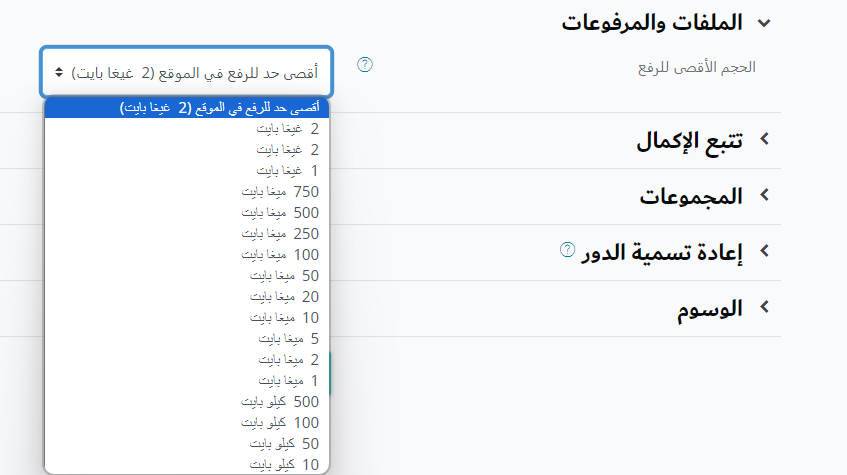 الملفات والمرفوعات
الحجم الأقصى للرفع
أقصى حد للرفع في الموقع (2 غيغا بايت)
أقصى حد للرفع في الموقع (2 غيغا بايت)
2 غيغا بايت
2 غيغا بايت
1 غيغا بايت
750 ميغا بايت
500 ميغا بايت
250 ميغا بايت
100 ميغا بايت
50 ميغا بايت
20 ميغا بايت
10 ميغا بايت
5 ميغا بايت
2 ميغا بايت
1 ميغا بايت
500 كيلو بايت
100 كيلو بايت
50 كيلو بايت
10 كيلو بايت
تتبع الإكمال
المجموعات
إعادة تسمية الدور
الوسوم